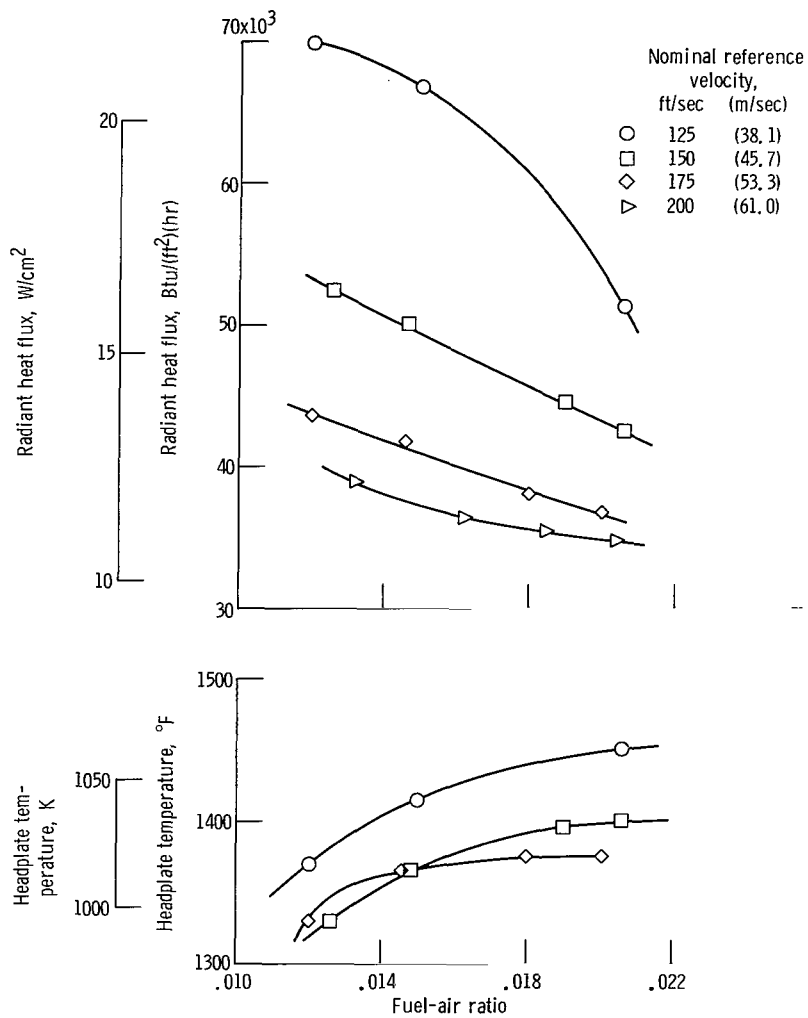 70x10³
60
50
40
30
20
15
10
Radiant heat flux, W/cm²
Radiant heat flux, Btu/(ft²)(hr)
Nominal reference
velocity,
ft/sec (m/sec)
125 (38.1)
150 (45.7)
175 (53.3)
200 (61.0)
1500
1400
1300
1050
1000
Headplate tem-
perature, K
Headplate temperature, °F
.010 .014 .018 .022
Fuel-air ratio